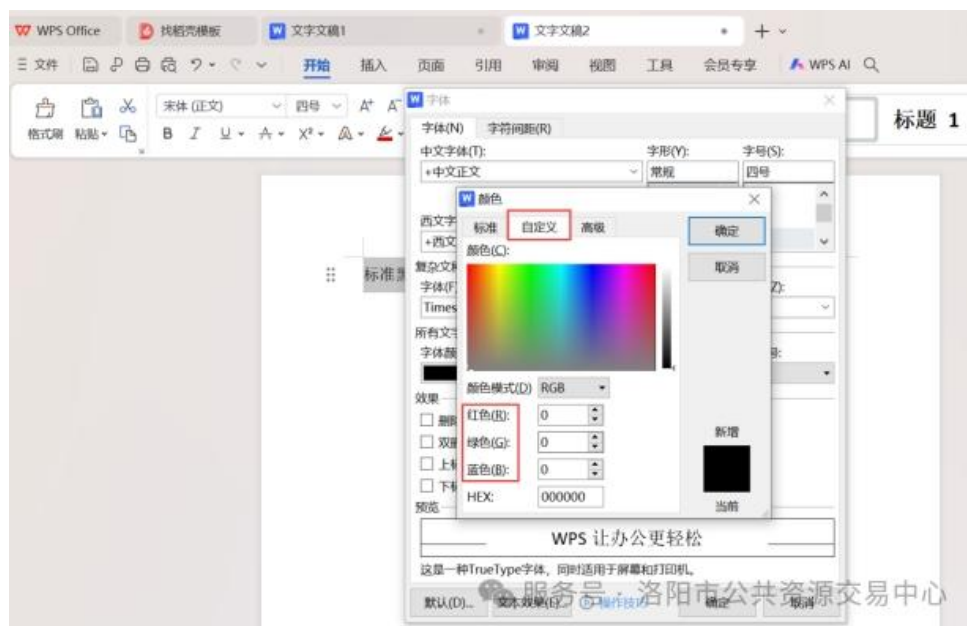 WPS Office 找稻壳模板 文字文稿1 文字文稿2
文件 开始 插入 页面 引用 审阅 视图 工具 会员专享 WPS AI
格式刷 粘贴 宋体 (正文) 四号 A+ A 标题 1
B I U A X² A
字体
字体(N) 字符间距(R)
中文字体(T): 字形(Y): 字号(S):
+中文正文 常规 四号
颜色
西文字
标准 自定义 高级 确定
+西文
颜色(C):
取消
复杂文
标准
字体(F) Z):
Times
所有文字
字体颜 号:
颜色模式(D) RGB
效果
红色(R): 0
删除
新增
绿色(G): 0
双删
蓝色(B): 0
上标
下标
HEX: 000000
当前
预览
WPS 让办公更轻松
这是一种TrueType字体，同时适用于屏幕和打印机。
默认(D)... 文本效果(E)... 操作技巧 确定 取消
服务号 · 洛阳市公共资源交易中心